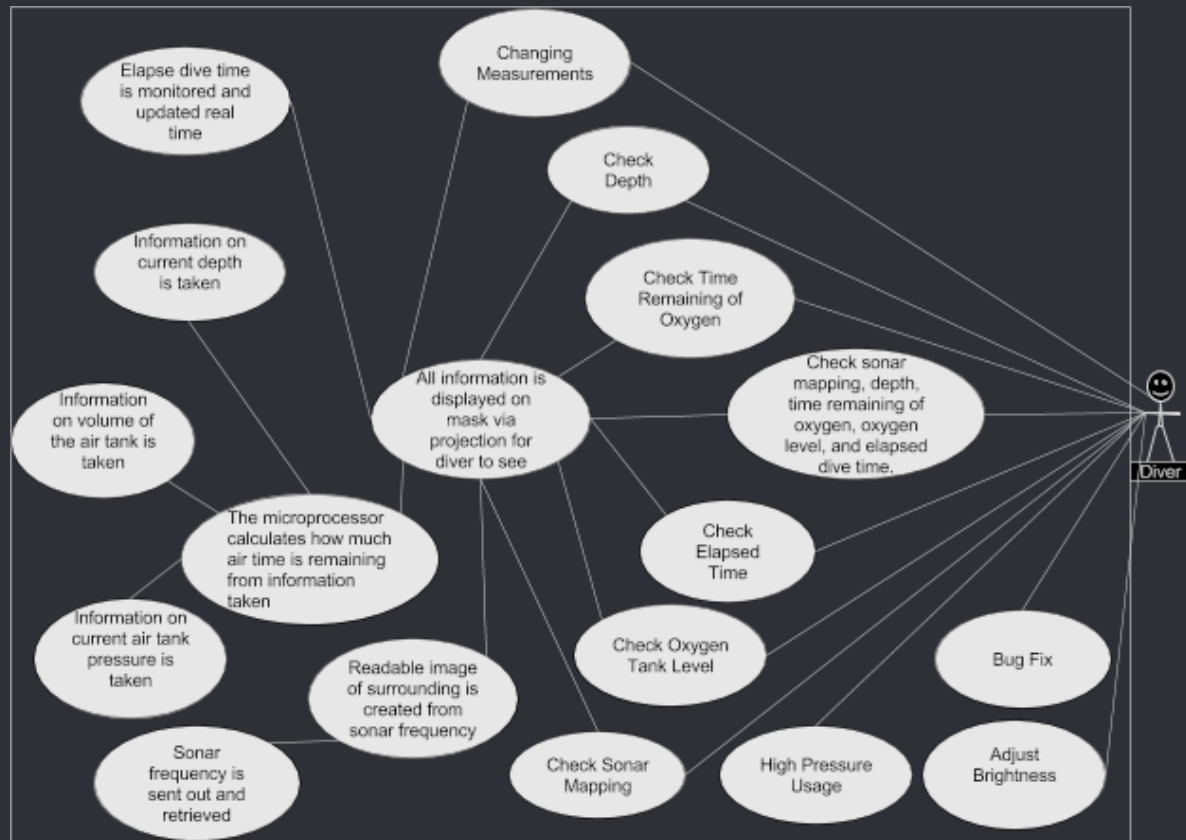 Changing
Measurements
Elapse dive time
is monitored and
updated real
time
Check
Depth
Information on
current depth
is taken
Check Time
Remaining of
Oxygen
Check sonar
mapping, depth,
time remaining of
oxygen, oxygen
level, and elapsed
dive time.
All information is
displayed on
mask via
projection for
diver to see
Diver
Information
on volume of
the air tank is
taken
The microprocessor
calculates how much
air time is remaining
from information
taken
Check
Elapsed
Time
Information on
current air tank
pressure is
taken
Check Oxygen
Tank Level
Bug Fix
Readable image
of surrounding is
created from
sonar frequency
Sonar
frequency is
sent out and
retrieved
Check Sonar
Mapping
High Pressure
Usage
Adjust
Brightness